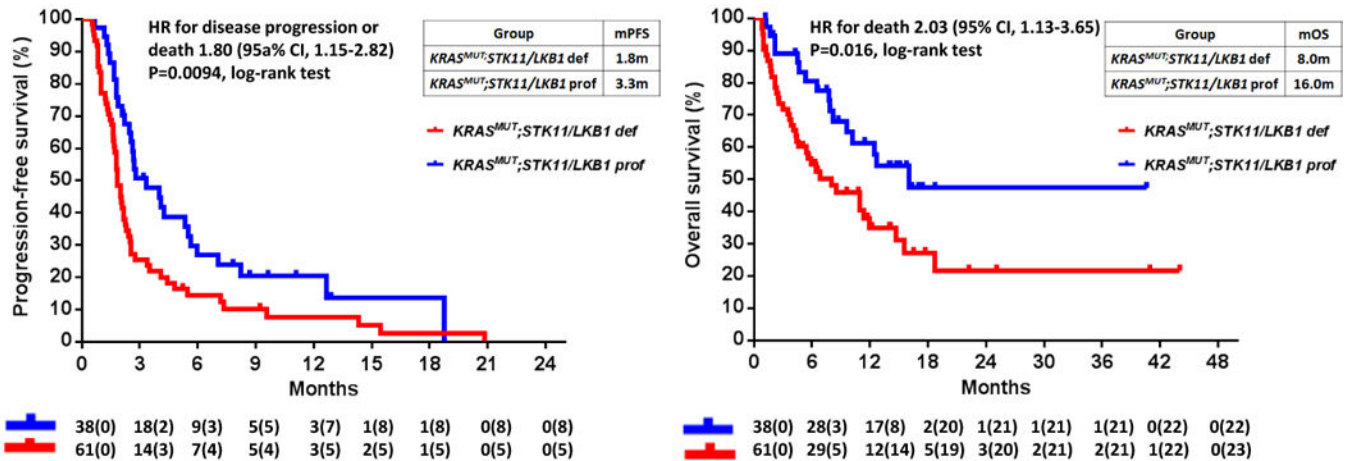 HR for disease progression or
death 1.80 (95a% CI, 1.15-2.82)
P=0.0094, log-rank test
Group mPFS
KRASMUT;STK11/LKB1 def 1.8m
KRASMUT;STK11/LKB1 prof 3.3m
KRASMUT;STK11/LKB1 def
KRASMUT;STK11/LKB1 prof
Progression-free survival (%)
100
90
80
70
60
50
40
30
20
10
0
0 3 6 9 12 15 18 21 24
Months
38(0) 18(2) 9(3) 5(5) 3(7) 1(8) 1(8) 0(8) 0(8)
61(0) 14(3) 7(4) 5(4) 3(5) 2(5) 1(5) 0(5) 0(5)
HR for death 2.03 (95% CI, 1.13-3.65)
P=0.016, log-rank test
Group mOS
KRASMUT;STK11/LKB1 def 8.0m
KRASMUT;STK11/LKB1 prof 16.0m
KRASMUT;STK11/LKB1 def
KRASMUT;STK11/LKB1 prof
Overall survival (%)
100
90
80
70
60
50
40
30
20
10
0
0 6 12 18 24 30 36 42 48
Months
38(0) 28(3) 17(8) 2(20) 1(21) 1(21) 1(21) 0(22) 0(22)
61(0) 29(5) 12(14) 5(19) 3(20) 2(21) 2(21) 1(22) 0(23)